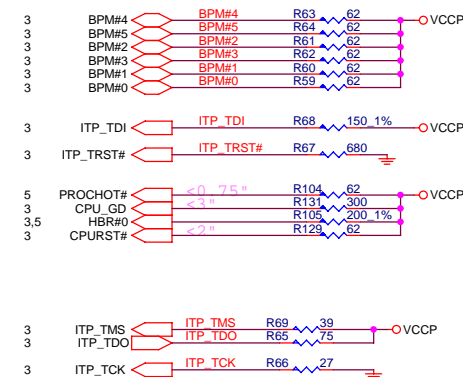 3 BPM#4 BPM#4 R63 62 VCCP
3 BPM#5 BPM#5 R64 62
3 BPM#2 BPM#2 R61 62
3 BPM#3 BPM#3 R62 62
3 BPM#1 BPM#1 R60 62
3 BPM#0 BPM#0 R59 62
3 ITP_TDI ITP_TDI R68 150_1% VCCP
3 ITP_TRST# ITP_TRST# R67 680
5 PROCHOT# <0.75" R104 62 VCCP
3 CPU_GD <3" R131 300
3,5 HBR#0 R105 200_1%
3 CPURST# <2" R129 62
3 ITP_TMS ITP_TMS R69 39 VCCP
3 ITP_TDO ITP_TDO R65 75
3 ITP_TCK ITP_TCK R66 27